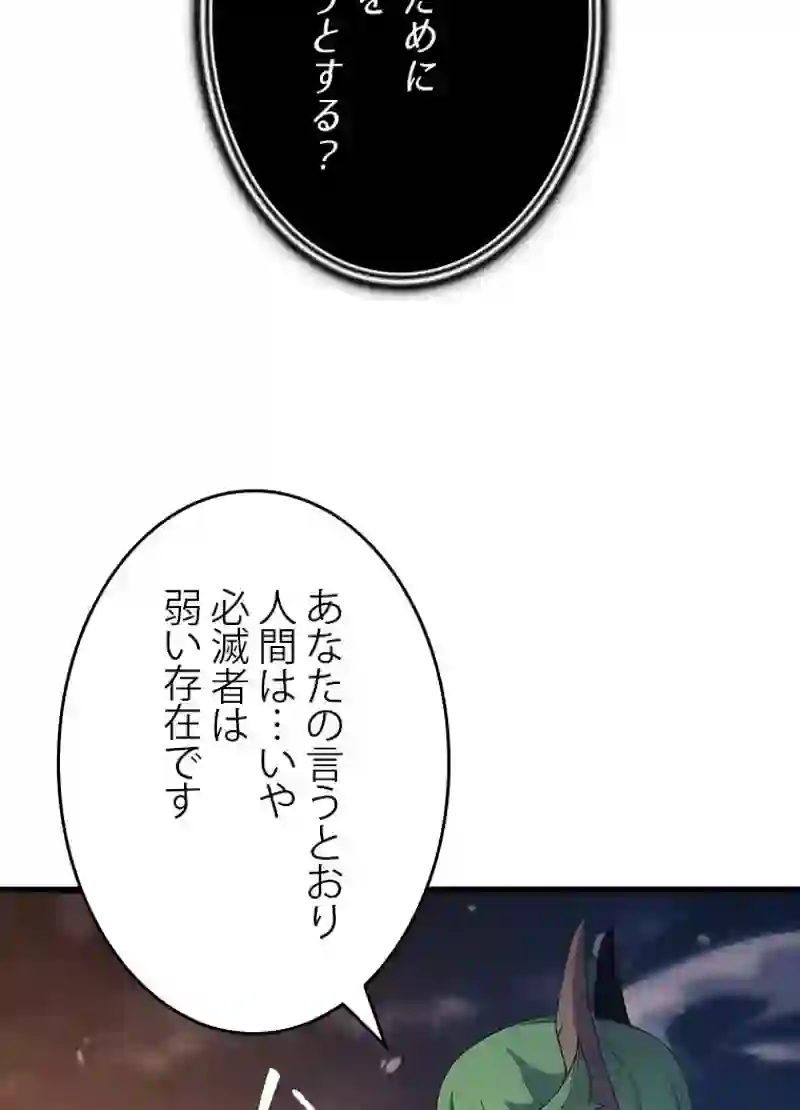 ために
を
うとする？
あなたの言うとおり
人間は…いや
必滅者は
弱い存在です